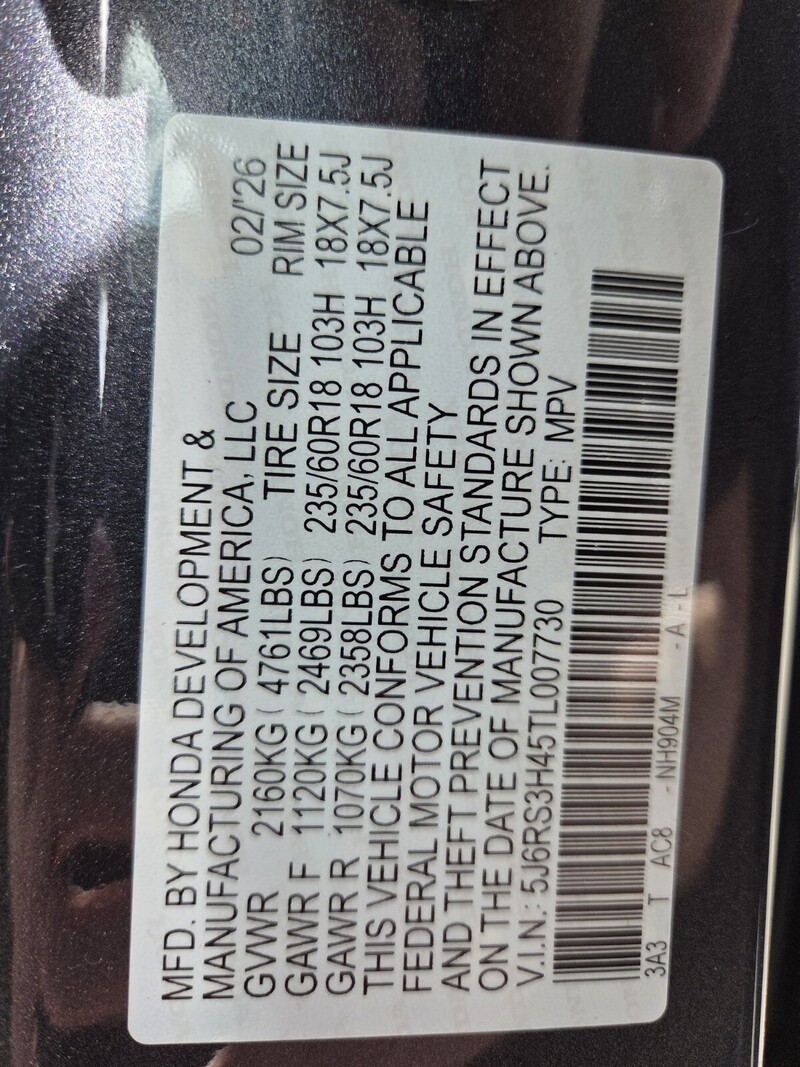 MFD. BY HONDA DEVELOPMENT &
MANUFACTURING OF AMERICA, LLC 02/'26
GVWR 2160KG ( 4761LBS) TIRE SIZE RIM SIZE
GAWR F 1120KG ( 2469LBS) 235/60R18 103H 18X7.5J
GAWR R 1070KG ( 2358LBS) 235/60R18 103H 18X7.5J
THIS VEHICLE CONFORMS TO ALL APPLICABLE
FEDERAL MOTOR VEHICLE SAFETY
AND THEFT PREVENTION STANDARDS IN EFFECT
ON THE DATE OF MANUFACTURE SHOWN ABOVE.
V.I.N.: 5J6RS3H45TL007730 TYPE: MPV
3A3 T AC8 - NH904M - A - L